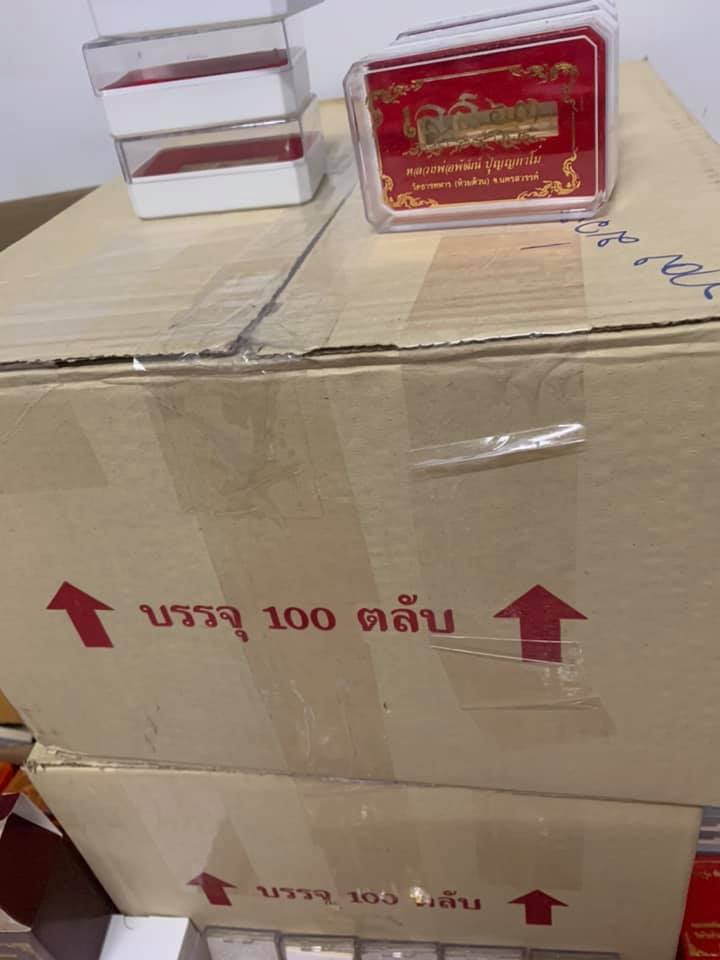 หลวงพ่อพัฒน์ ปุญฺญกาโม
วัดธารทหาร (ห้วยด้วน) จ.นครสวรรค์
บรรจุ 100 ตลับ
บรรจุ 100 ตลับ